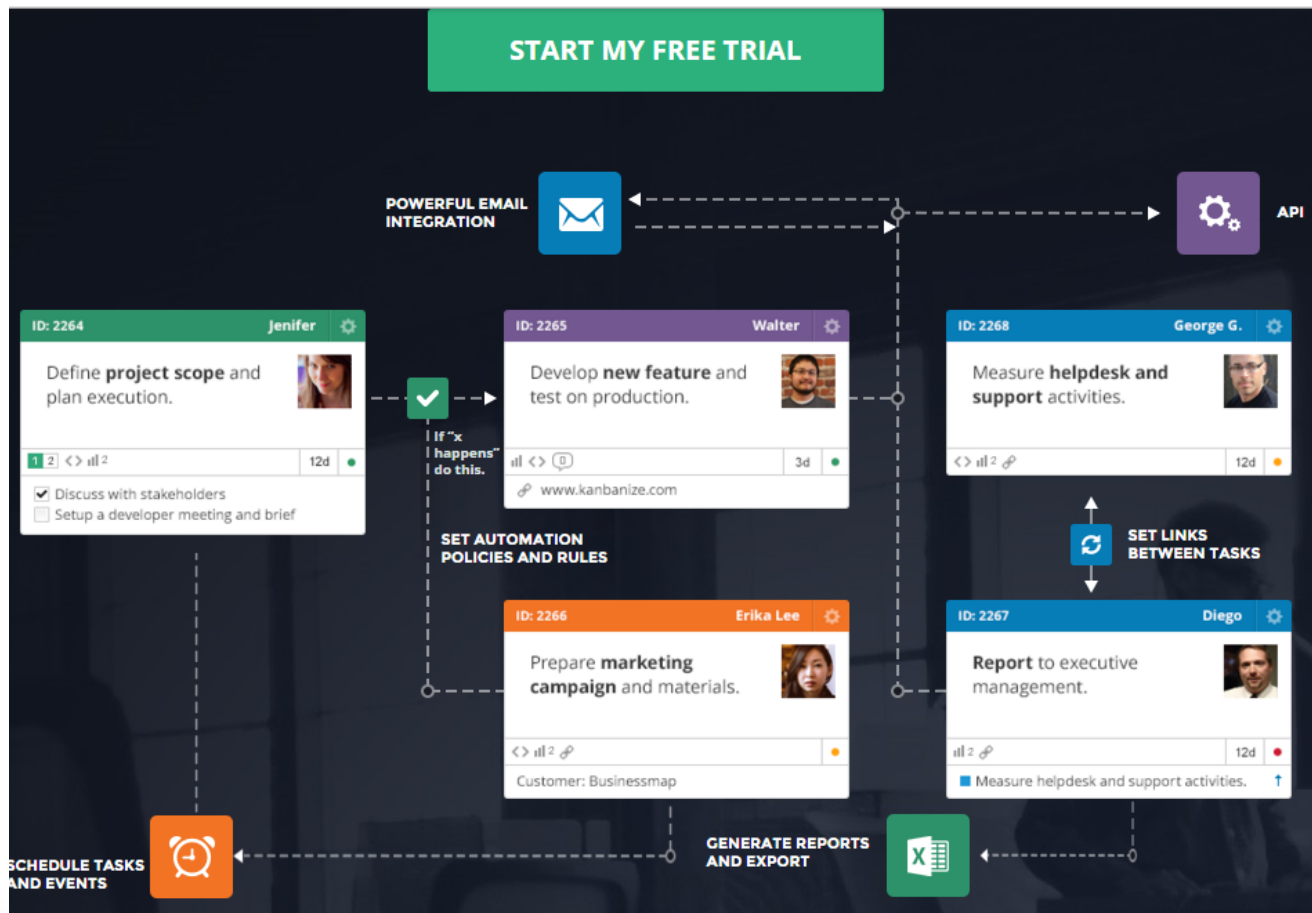 START MY FREE TRIAL
POWERFUL EMAIL
INTEGRATION
API
ID: 2264 Jenifer
Define project scope and
plan execution.
1 2 2 12d
Discuss with stakeholders
Setup a developer meeting and brief
If "x
happens"
do this.
ID: 2265 Walter
Develop new feature and
test on production.
0 3d
www.kanbanize.com
ID: 2268 George G.
Measure helpdesk and
support activities.
2 12d
SET AUTOMATION
POLICIES AND RULES
SET LINKS
BETWEEN TASKS
ID: 2266 Erika Lee
Prepare marketing
campaign and materials.
2
Customer: Businessmap
ID: 2267 Diego
Report to executive
management.
2 12d
Measure helpdesk and support activities.
SCHEDULE TASKS
AND EVENTS
GENERATE REPORTS
AND EXPORT
X